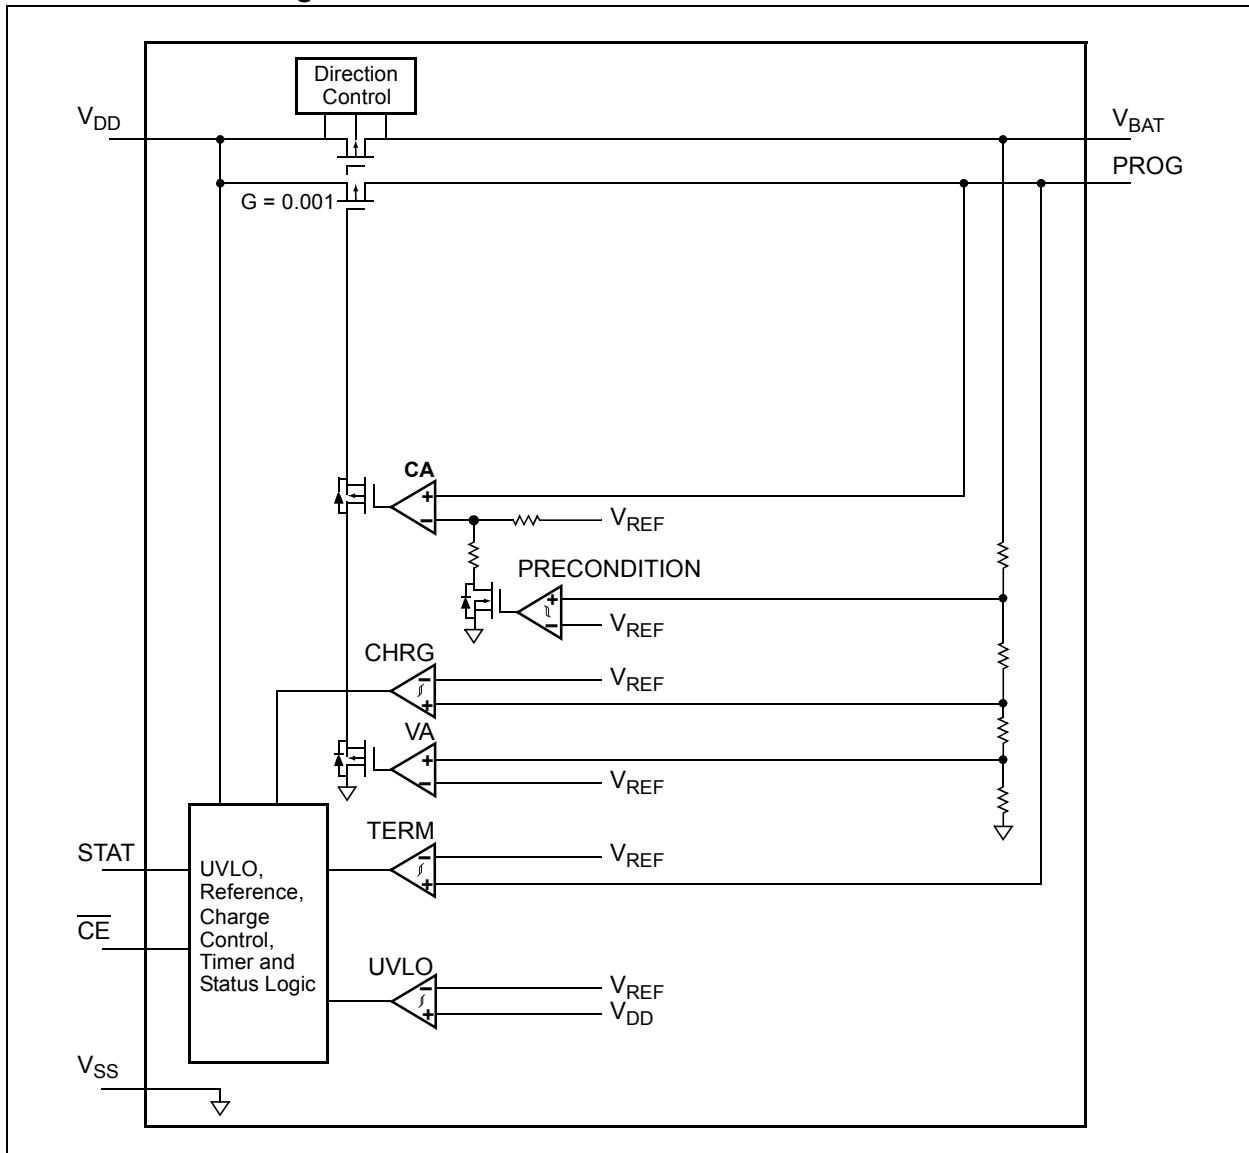 Direction
Control
VDD
VBAT
PROG
G = 0.001
CA
+
−
VREF
PRECONDITION
+
−
VREF
CHRG
−
VREF
+
VA
+
−
VREF
TERM
−
VREF
+
STAT
UVLO,
Reference,
Charge
Control,
Timer and
Status Logic
CE
UVLO
−
VREF
+
VDD
VSS